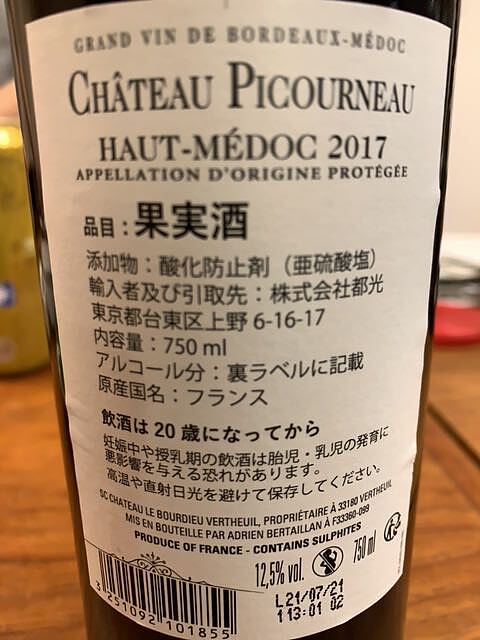 GRAND VIN DE BORDEAUX-MÉDOC
CHÂTEAU PICOURNEAU
HAUT-MÉDOC 2017
APPELLATION D'ORIGINE PROTÉGÉE
品目：果実酒
添加物：酸化防止剤（亜硫酸塩）
輸入者及び引取先：株式会社都光
東京都台東区上野 6-16-17
内容量：750 ml
アルコール分：裏ラベルに記載
原産国名：フランス
飲酒は 20 歳になってから
妊娠中や授乳期の飲酒は胎児・乳児の発育に
悪影響を与える恐れがあります。
高温や直射日光を避けて保存してください。
SC CHATEAU LE BOURDIEU VERTHEUIL, PROPRIÉTAIRE À 33180 VERTHEUIL
MIS EN BOUTEILLE PAR ADRIEN BERTAILLAN À F33360-089
PRODUCE OF FRANCE - CONTAINS SULPHITES
12,5% vol.
750 ml
L21/07/21
113:01 02
3 251092 101855